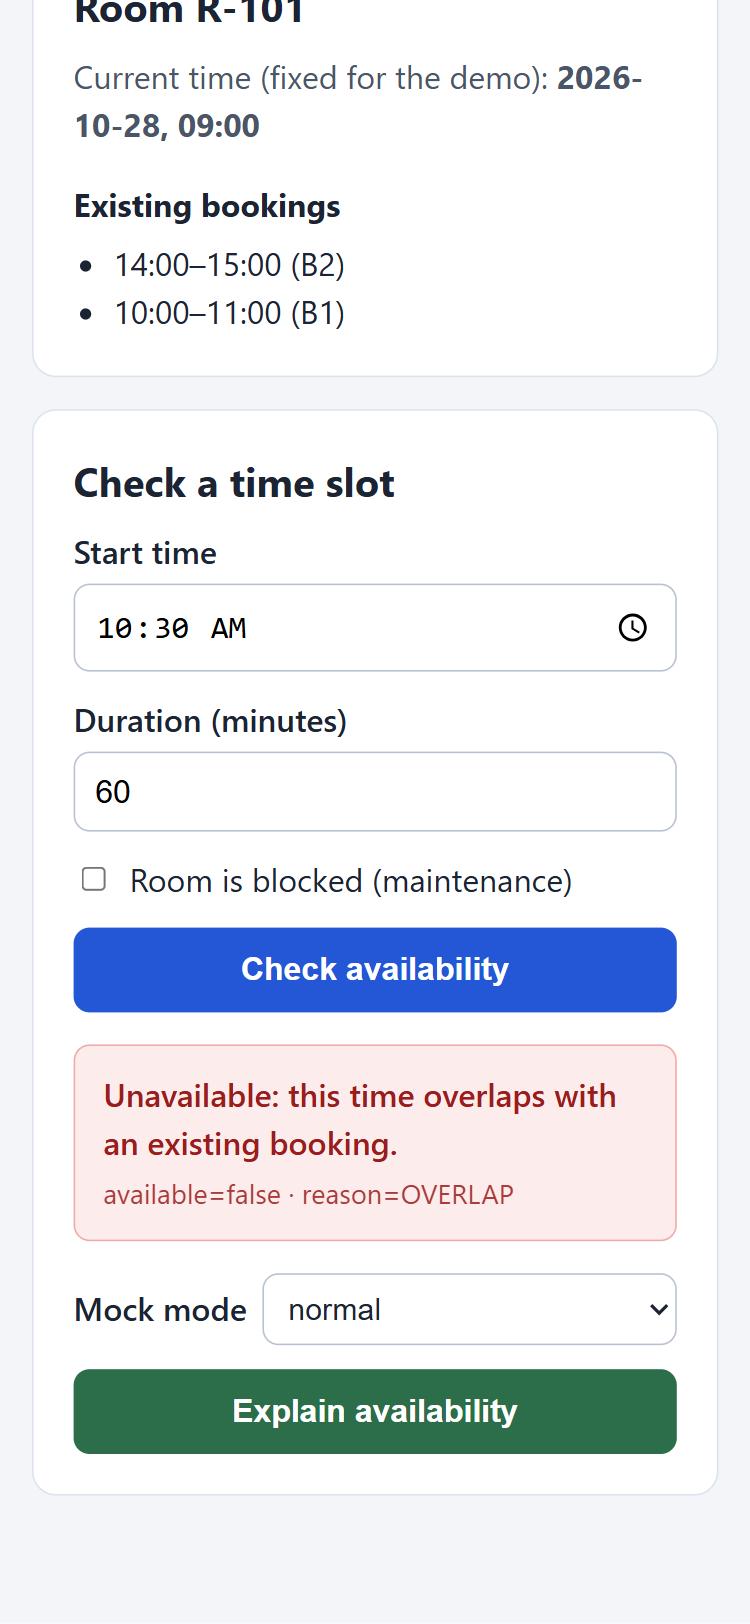 Room R-101
Current time (fixed for the demo): 2026-
10-28, 09:00
Existing bookings
• 14:00–15:00 (B2)
• 10:00–11:00 (B1)
Check a time slot
Start time
10:30 AM
Duration (minutes)
60
Room is blocked (maintenance)
Check availability
Unavailable: this time overlaps with
an existing booking.
available=false · reason=OVERLAP
Mock mode
normal
Explain availability